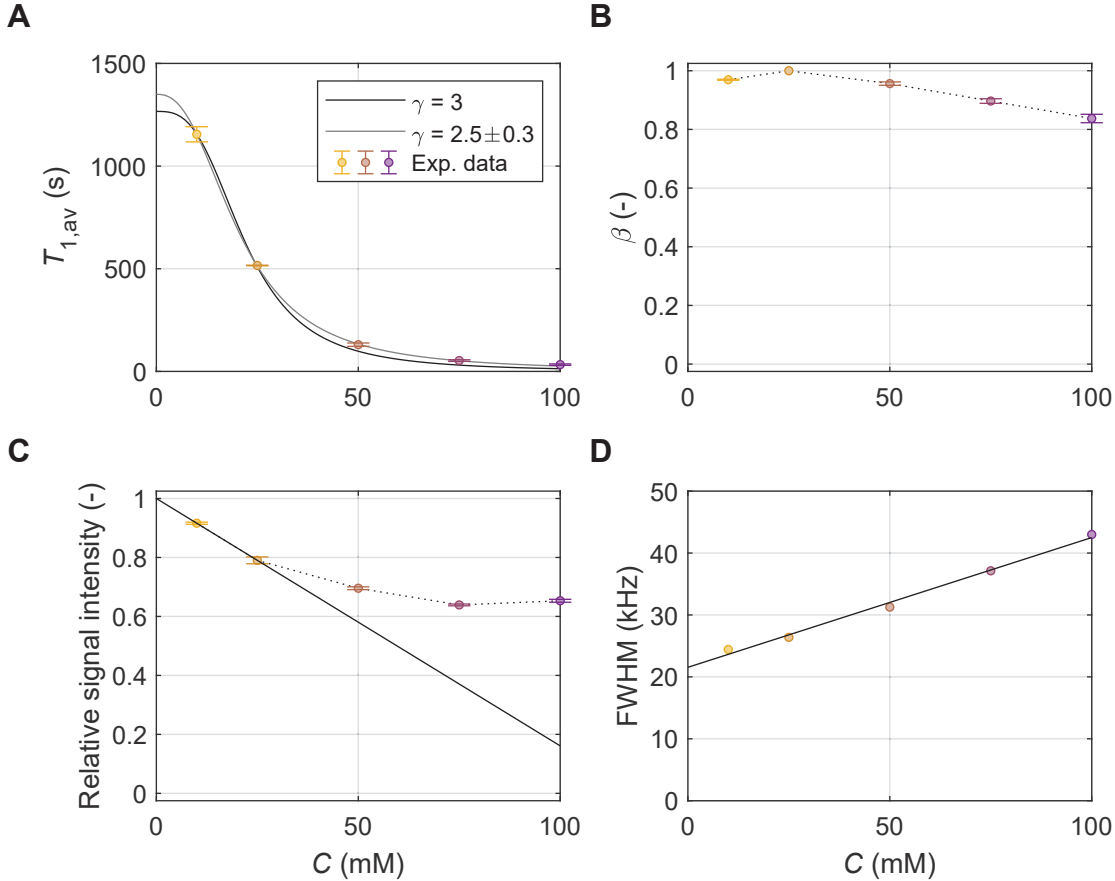 A
1500
1000
500
0
T1,av (s)
0
50
100
γ = 3
γ = 2.5±0.3
Exp. data
B
1
0.8
0.6
0.4
0.2
0
β (-)
0
50
100
C
1
0.8
0.6
0.4
0.2
0
Relative signal intensity (-)
0
50
100
C (mM)
D
50
40
30
20
10
0
FWHM (kHz)
0
50
100
C (mM)